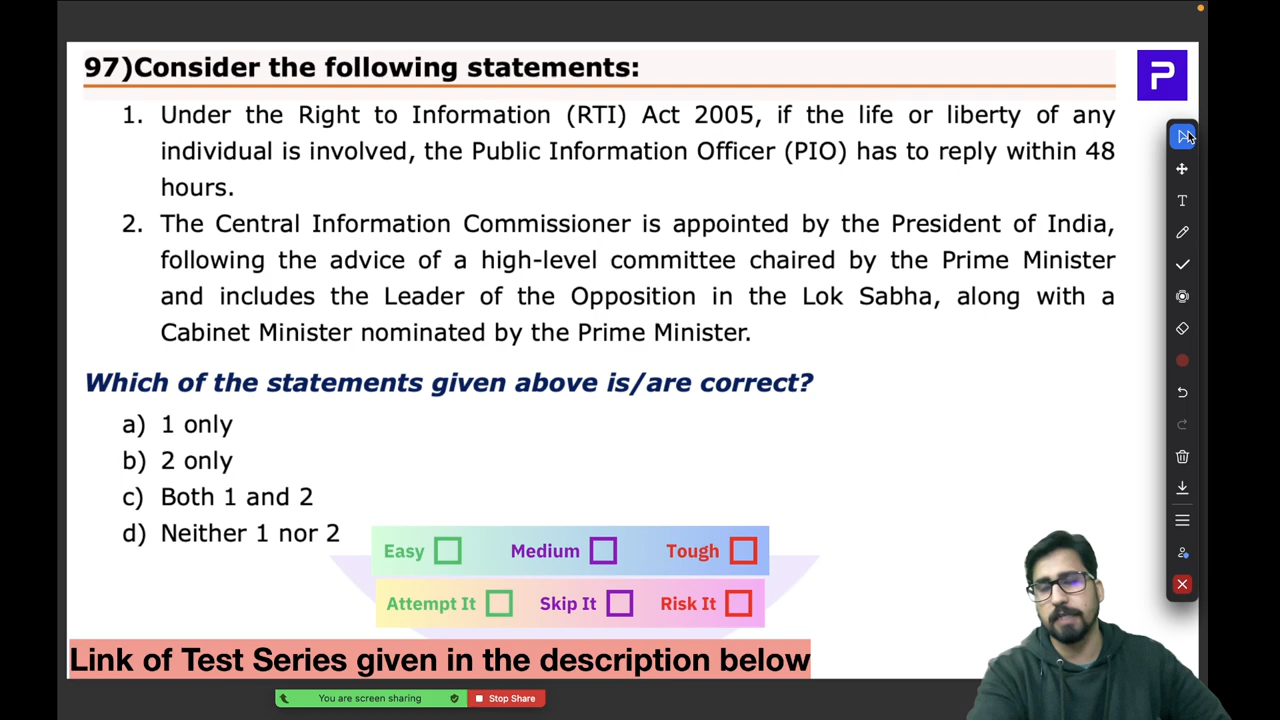 97)Consider the following statements:
1. Under the Right to Information (RTI) Act 2005, if the life or liberty of any
individual is involved, the Public Information Officer (PIO) has to reply within 48
hours.
2. The Central Information Commissioner is appointed by the President of India,
following the advice of a high-level committee chaired by the Prime Minister
and includes the Leader of the Opposition in the Lok Sabha, along with a
Cabinet Minister nominated by the Prime Minister.
Which of the statements given above is/are correct?
a) 1 only
b) 2 only
c) Both 1 and 2
d) Neither 1 nor 2
Easy Medium Tough
Attempt It Skip It Risk It
Link of Test Series given in the description below
You are screen sharing Stop Share